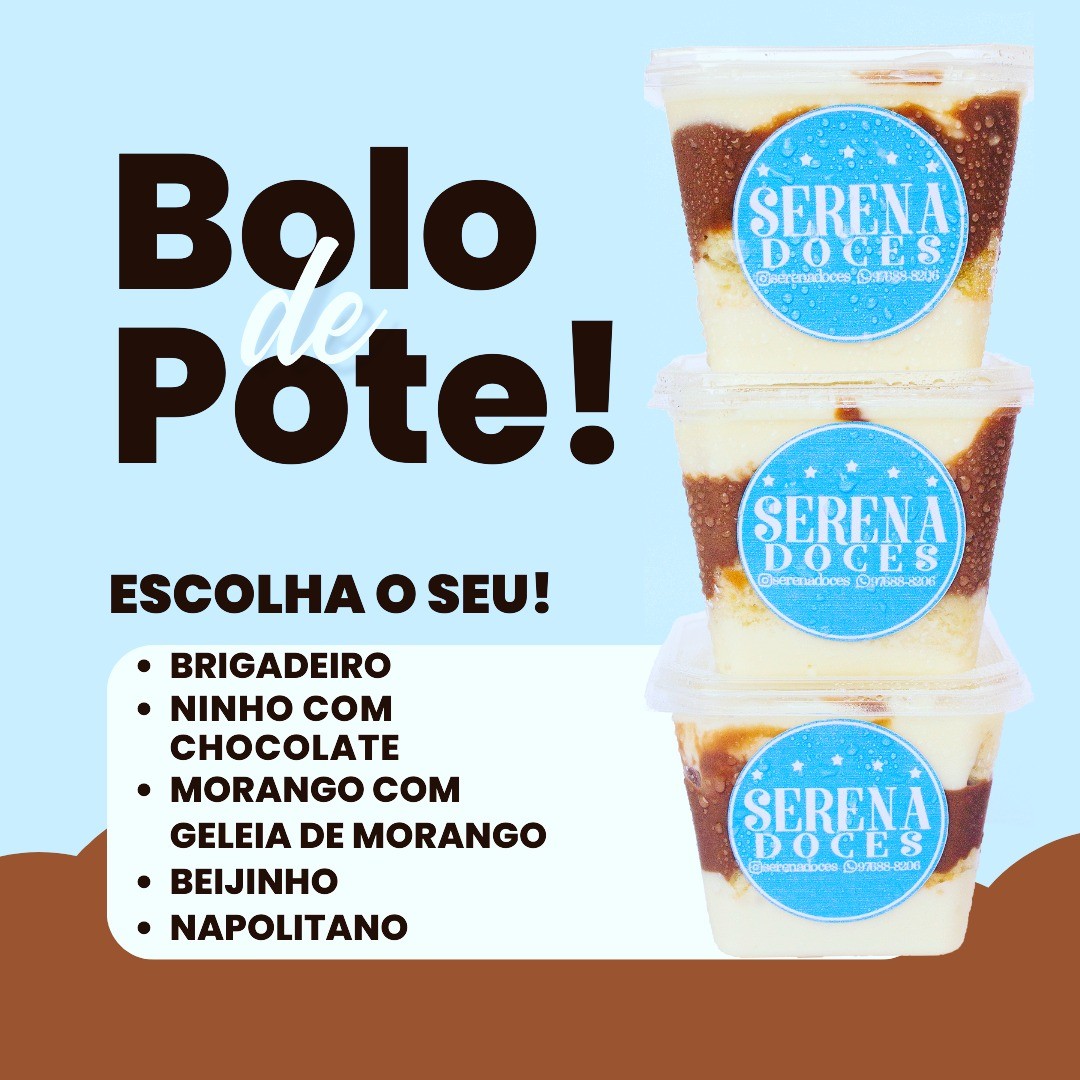 Bolo
de
Pote!
ESCOLHA O SEU!
• BRIGADEIRO
• NINHO COM
CHOCOLATE
• MORANGO COM
GELEIA DE MORANGO
• BEIJINHO
• NAPOLITANO
SERENA
DOCES
serenadoces 97688-8206
SERENA
DOCES
serenadoces 97688-8206
SERENA
DOCES
serenadoces 97688-8206